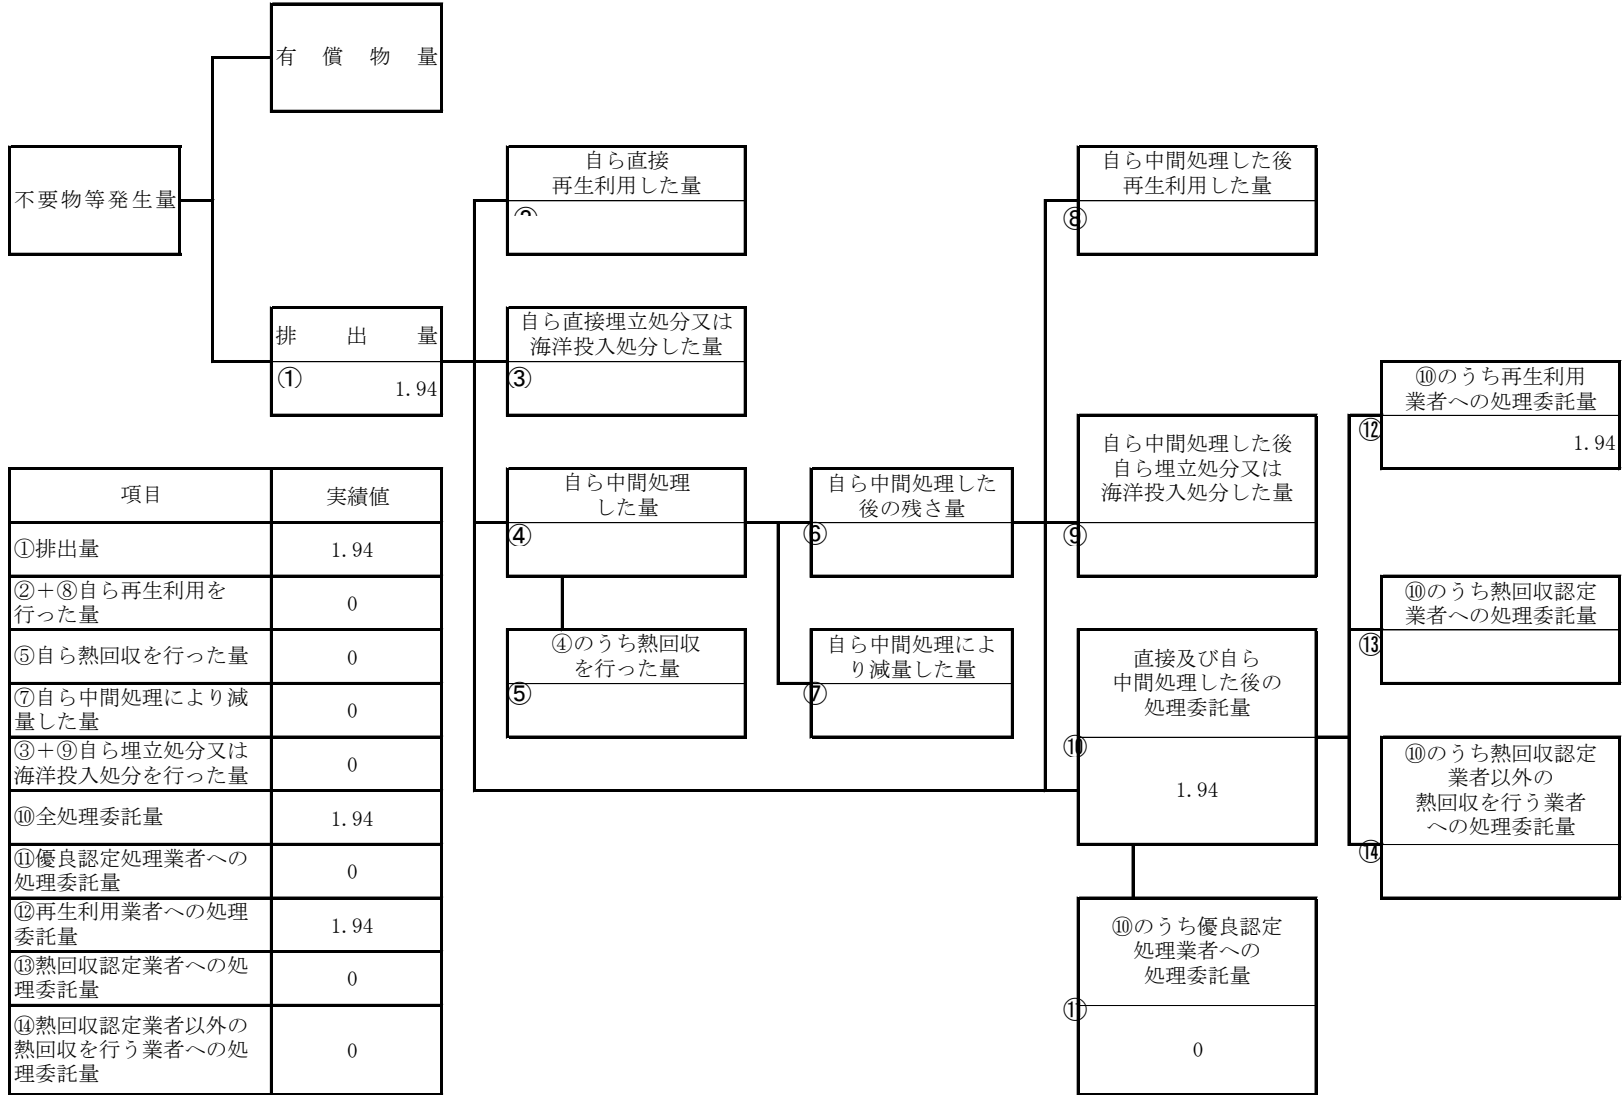 有償物量
不要物等発生量
排出量
①
1.94
自ら直接
再生利用した量
自ら直接埋立処分又は
海洋投入処分した量
③
自ら中間処理
した量
④
④のうち熱回収
を行った量
⑤
自ら中間処理した
後の残さ量
⑥
自ら中間処理によ
り減量した量
⑦
自ら中間処理した後
再生利用した量
⑧
自ら中間処理した後
自ら埋立処分又は
海洋投入処分した量
⑨
直接及び自ら
中間処理した後の
処理委託量
⑩
1.94
⑩のうち優良認定
処理業者への
処理委託量
⑪
0
⑩のうち再生利用
業者への処理委託量
⑫
1.94
⑩のうち熱回収認定
業者への処理委託量
⑬
⑩のうち熱回収認定
業者以外の
熱回収を行う業者
への処理委託量
⑭
項目 実績値
①排出量 1.94
②+⑧自ら再生利用を
行った量 0
⑤自ら熱回収を行った量 0
⑦自ら中間処理により減
量した量 0
③+⑨自ら埋立処分又は
海洋投入処分を行った量 0
⑩全処理委託量 1.94
⑪優良認定処理業者への
処理委託量 0
⑫再生利用業者への処理
委託量 1.94
⑬熱回収認定業者への処
理委託量 0
⑭熱回収認定業者以外の
熱回収を行う業者への処
理委託量 0